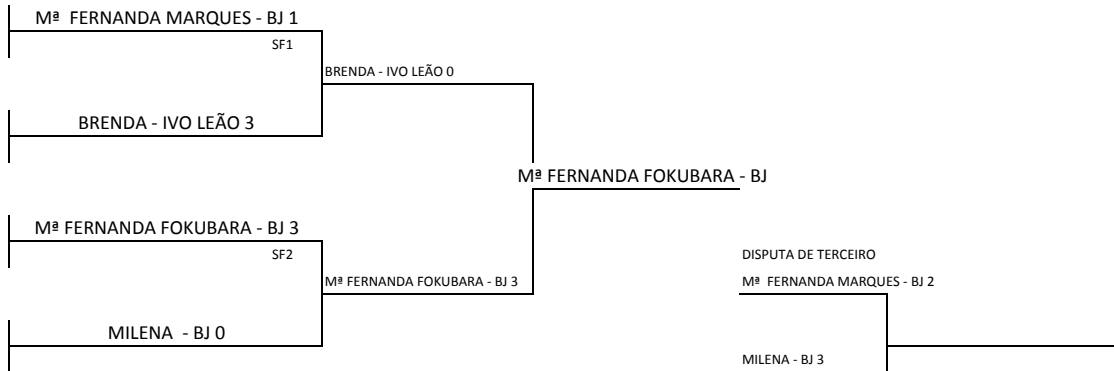 Mª  FERNANDA MARQUES - BJ 1
SF1
BRENDA - IVO LEÃO 0
BRENDA - IVO LEÃO 3
Mª FERNANDA FOKUBARA - BJ
Mª FERNANDA FOKUBARA - BJ 3
SF2
DISPUTA DE TERCEIRO
Mª FERNANDA FOKUBARA - BJ 3
Mª  FERNANDA MARQUES - BJ 2
MILENA  - BJ 0
MILENA - BJ 3